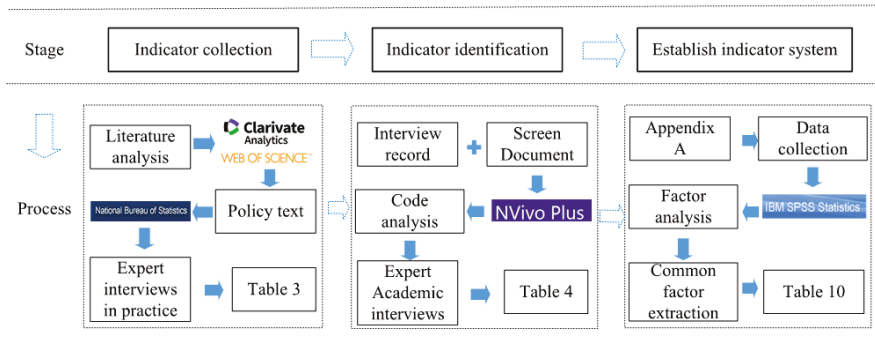 Stage
Indicator collection
Indicator identification
Establish indicator system
Process
Literature
analysis
Clarivate
Analytics
WEB OF SCIENCE™
National Bureau of Statistics
Policy text
Expert
interviews
in practice
Table 3
Interview
record
Screen
Document
Code
analysis
NVivo Plus
Expert
Academic
interviews
Table 4
Appendix
A
Data
collection
Factor
analysis
IBM SPSS Statistics
Common
factor
extraction
Table 10